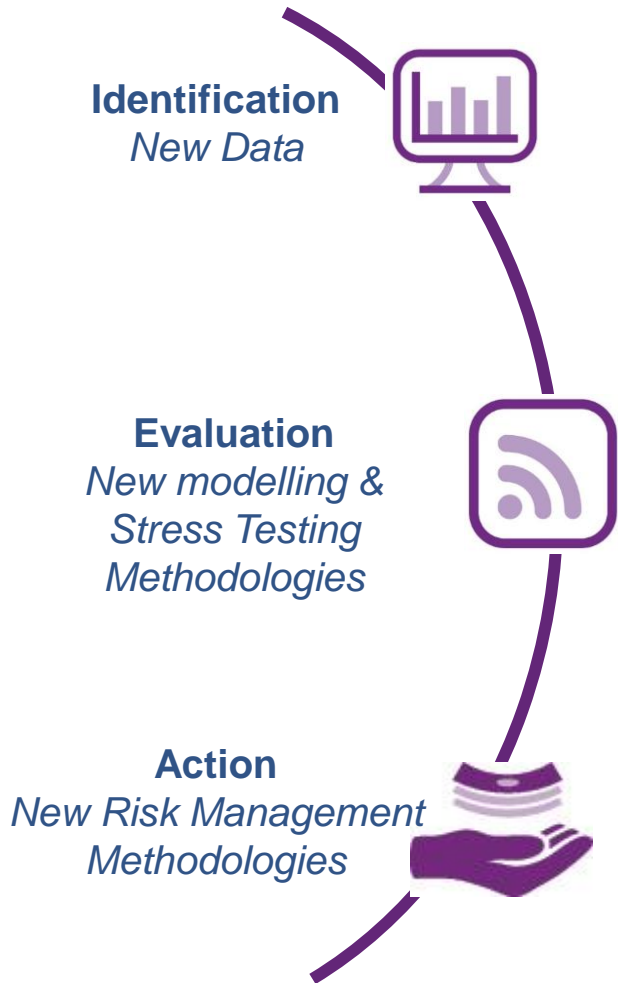 Identification
New Data
Evaluation
New modelling &
Stress Testing
Methodologies
Action
New Risk Management
Methodologies